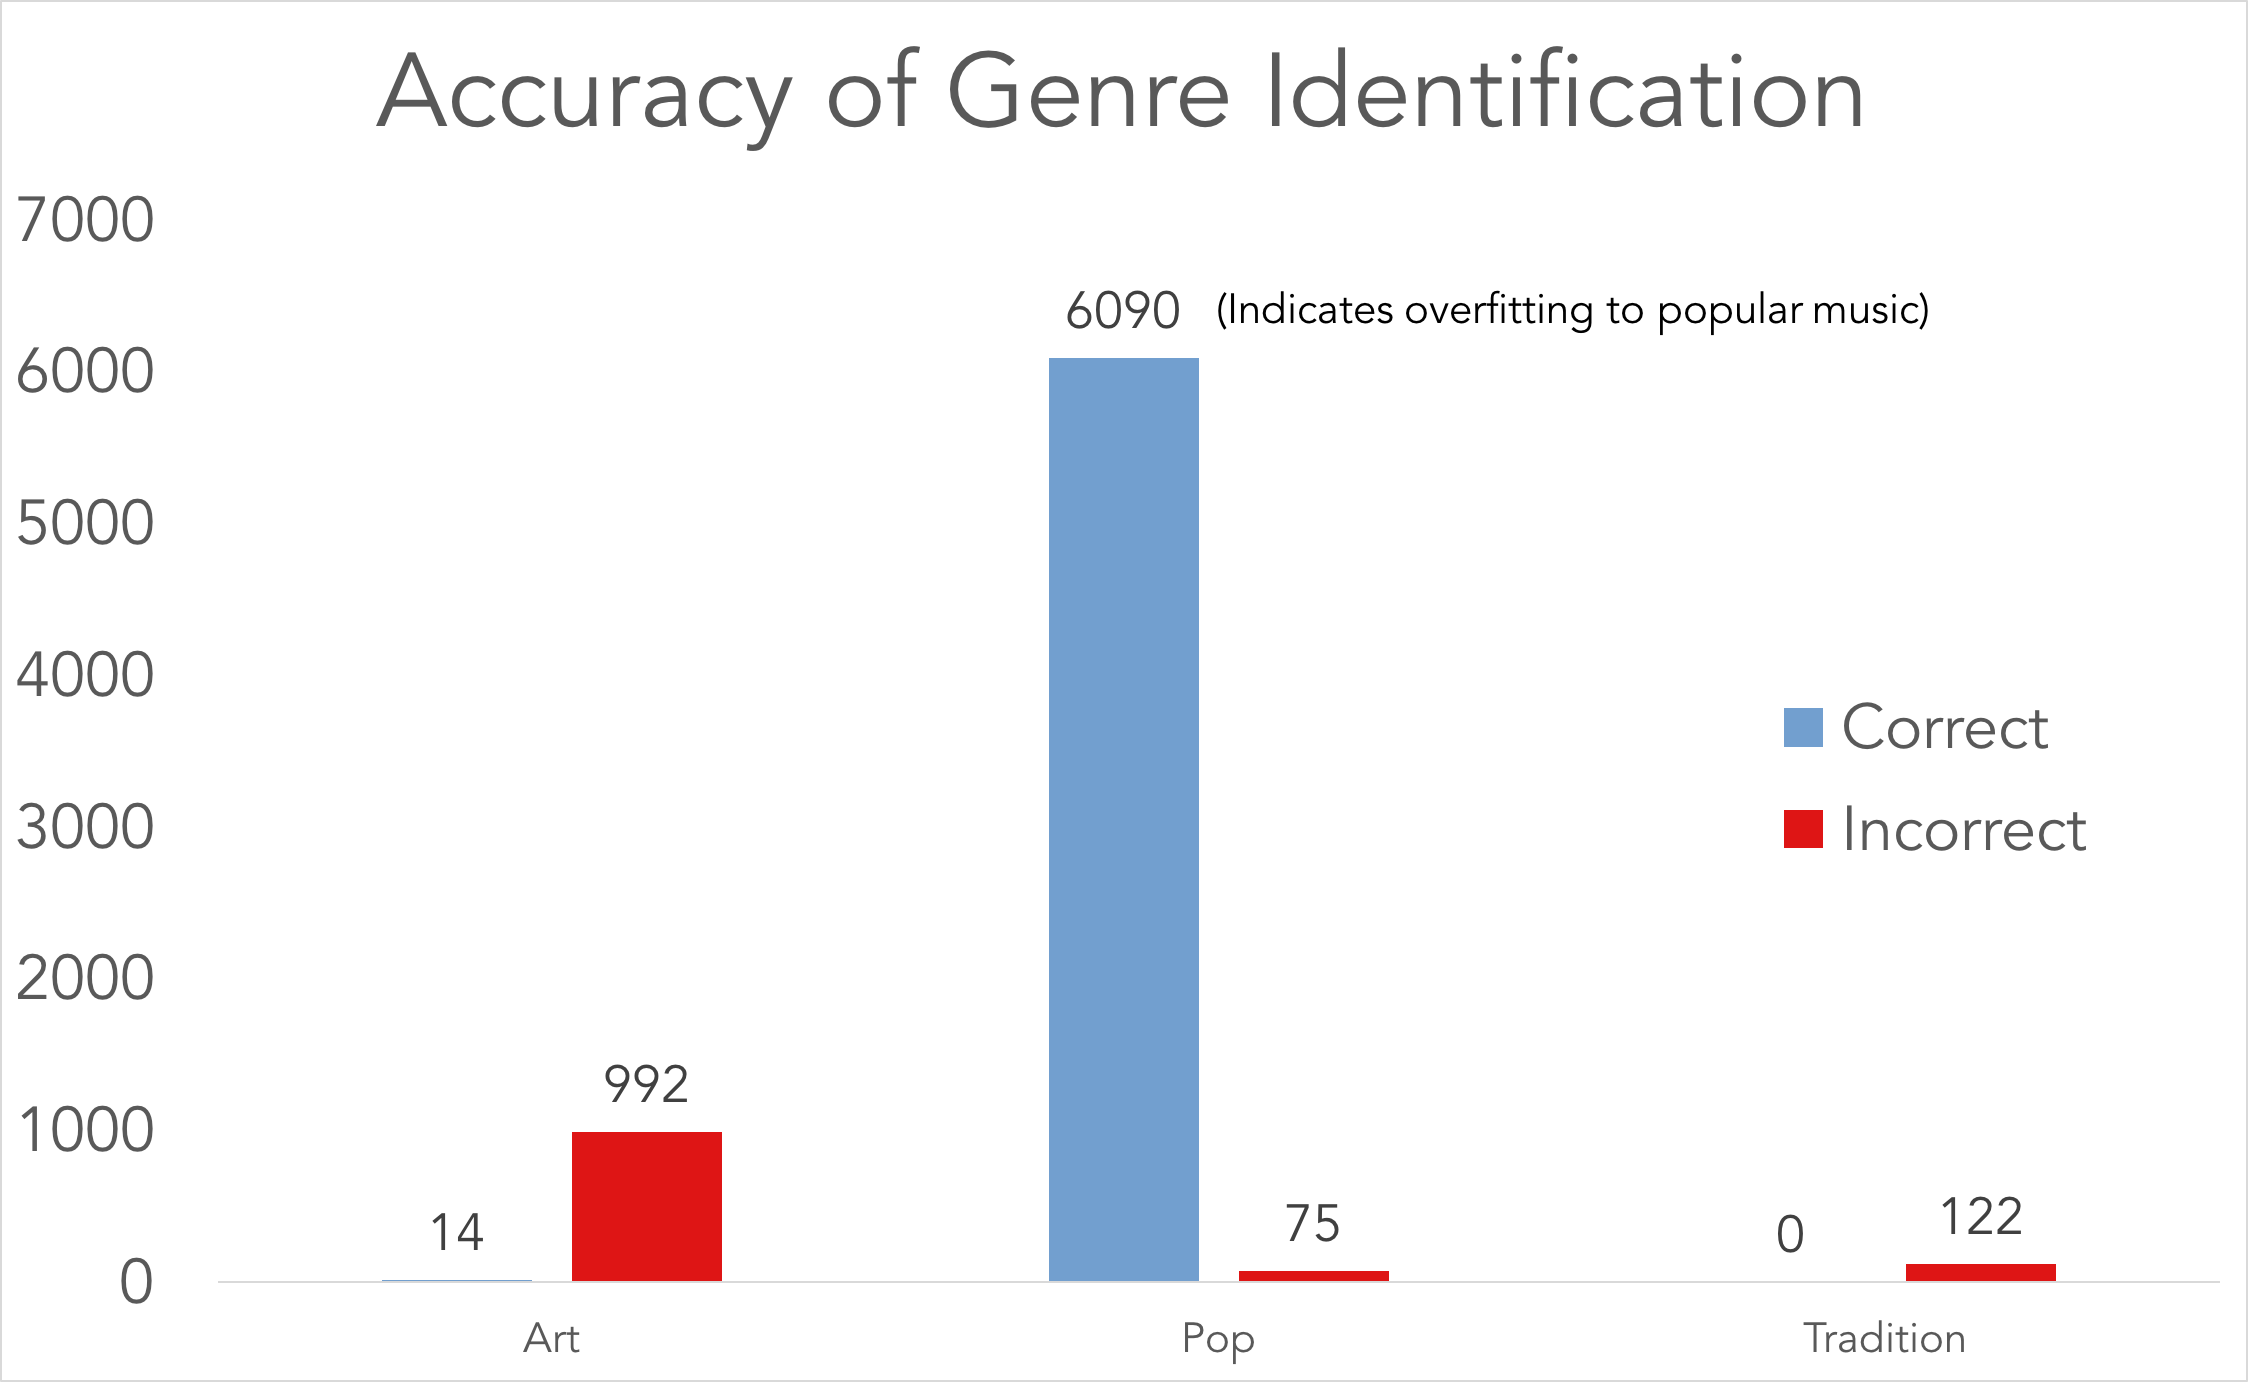 Accuracy of Genre Identification
7000
6090 (Indicates overfitting to popular music)
6000
5000
4000
Correct
3000
Incorrect
2000
992
1000
14
75
0
122
0
Art
Pop
Tradition